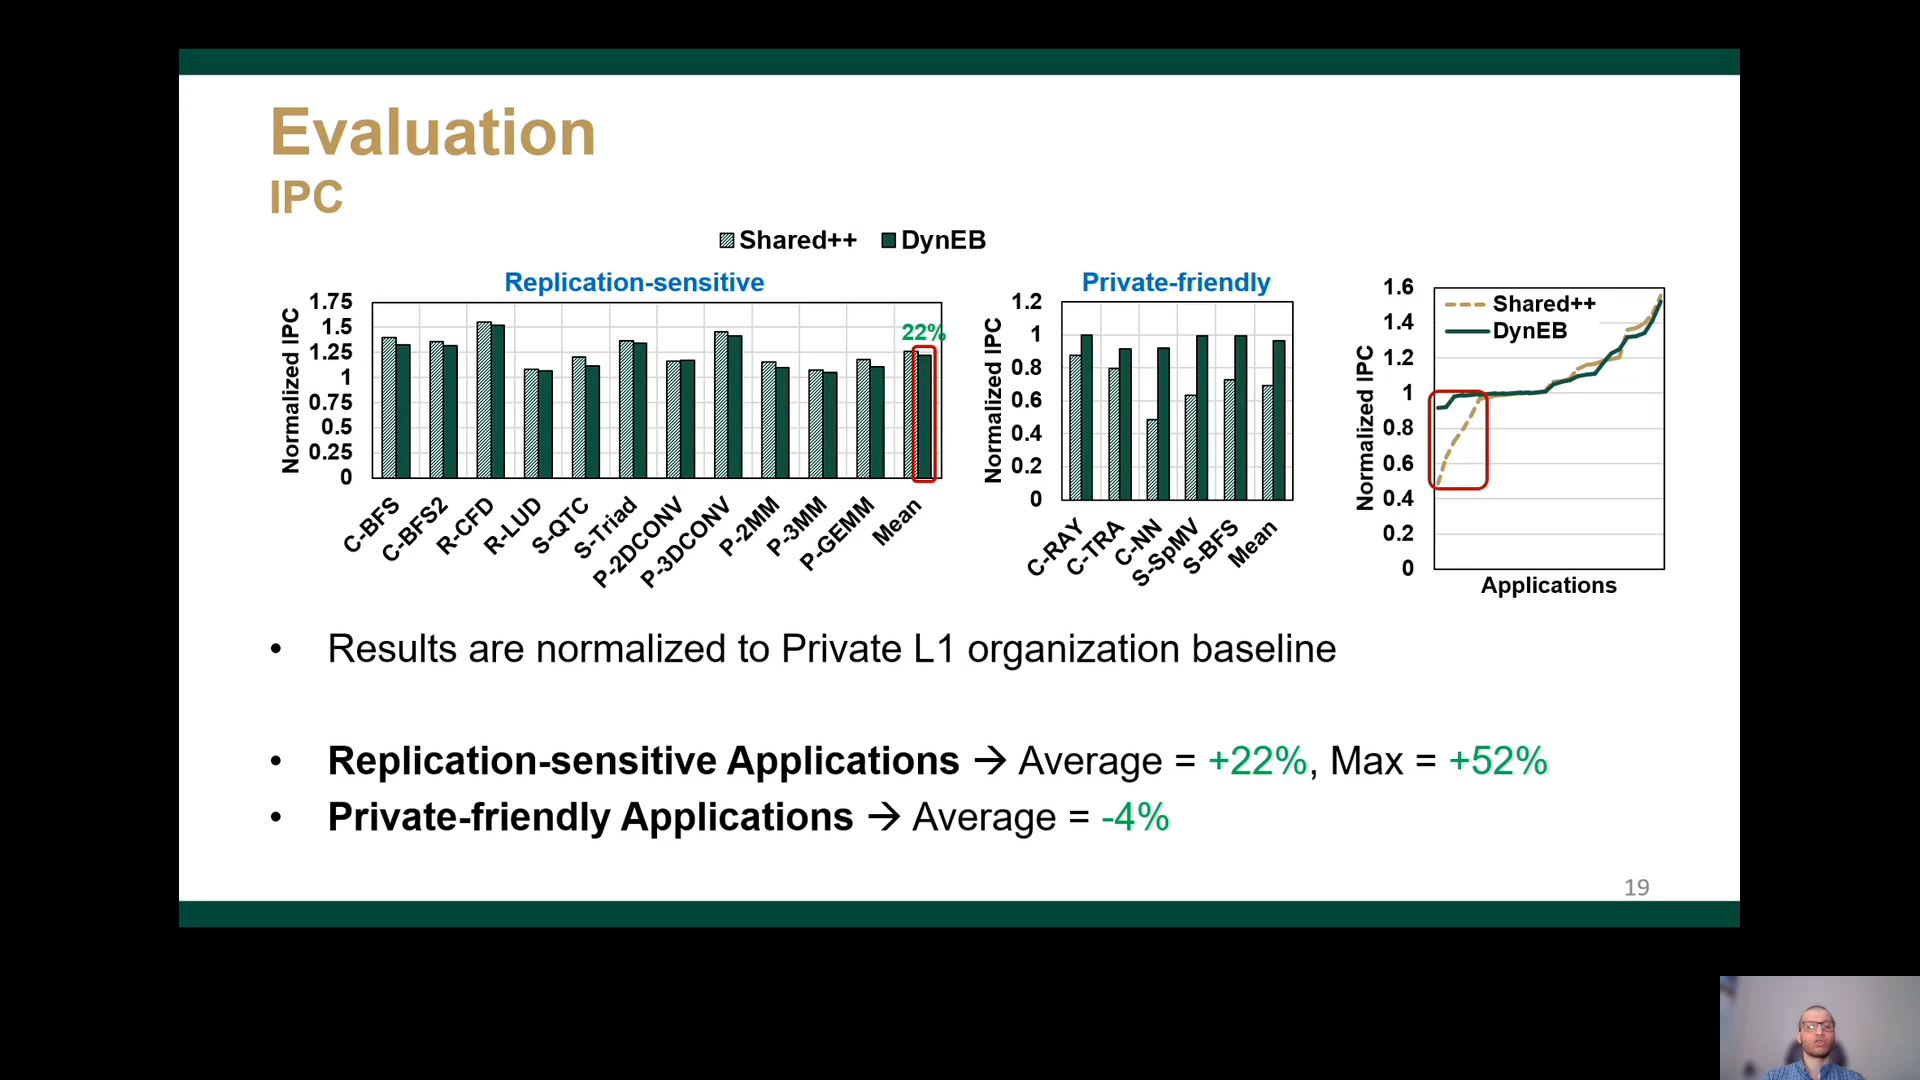 Evaluation
IPC
Shared++ DynEB
Replication-sensitive
Normalized IPC
1.75
1.5
1.25
1
0.75
0.5
0.25
0
22%
C-BFS
C-BFS2
R-CFD
R-LUD
S-QTC
S-Triad
P-2DCONV
P-3DCONV
P-2MM
P-3MM
P-GEMM
Mean
Private-friendly
Normalized IPC
1.2
1
0.8
0.6
0.4
0.2
0
C-RAY
C-TRA
C-NN
S-SpMV
S-BFS
Mean
Normalized IPC
1.6
1.4
1.2
1
0.8
0.6
0.4
0.2
0
Shared++
DynEB
Applications
• Results are normalized to Private L1 organization baseline
• Replication-sensitive Applications → Average = +22%, Max = +52%
• Private-friendly Applications → Average = -4%
19